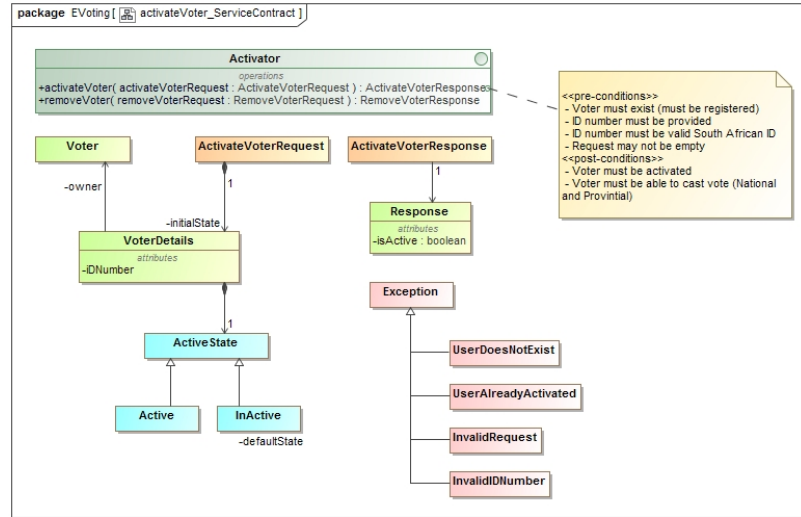 package EVoting [ activateVoter_ServiceContract ]
Activator
operations
+activateVoter( activateVoterRequest : ActivateVoterRequest ) : ActivateVoterResponse
+removeVoter( removeVoterRequest : RemoveVoterRequest ) : RemoveVoterResponse
<<pre-conditions>>
- Voter must exist (must be registered)
- ID number must be provided
- ID number must be valid South African ID
- Request may not be empty
<<post-conditions>>
- Voter must be activated
- Voter must be able to cast vote (National
and Provintial)
Voter
ActivateVoterRequest
ActivateVoterResponse
1
1
-owner
-initialState
Response
attributes
-isActive : boolean
VoterDetails
attributes
-iDNumber
Exception
1
ActiveState
UserDoesNotExist
UserAlreadyActivated
Active
InActive
-defaultState
InvalidRequest
InvalidIDNumber